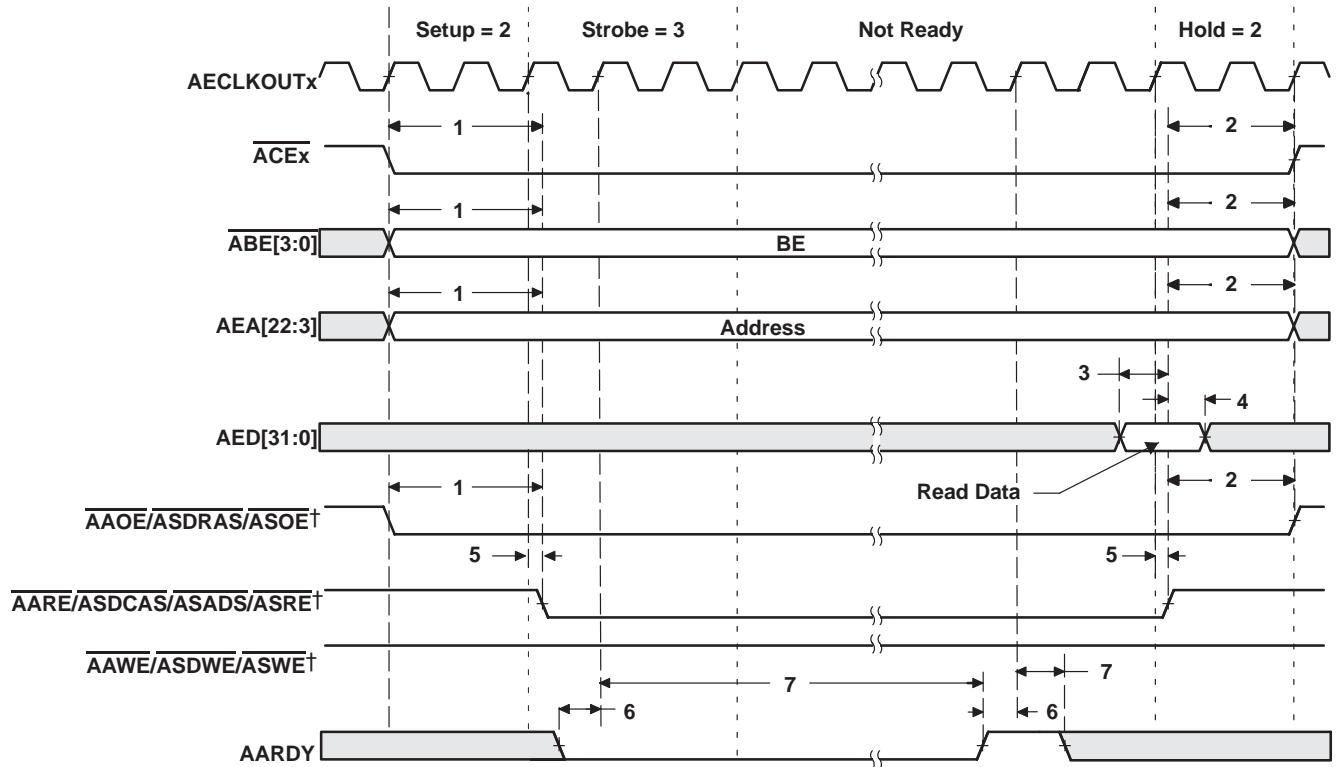 Setup = 2 Strobe = 3 Not Ready Hold = 2
AECLKOUTx
1 2
ACEx
1 2
ABE[3:0] BE
1 2
AEA[22:3] Address
3
4
AED[31:0]
1 Read Data 2
AAOE/ASDRAS/ASOE†
5 5
AARE/ASDCAS/ASADS/ASRE†
AAWE/ASDWE/ASWE†
7 7
6 6
AARDY